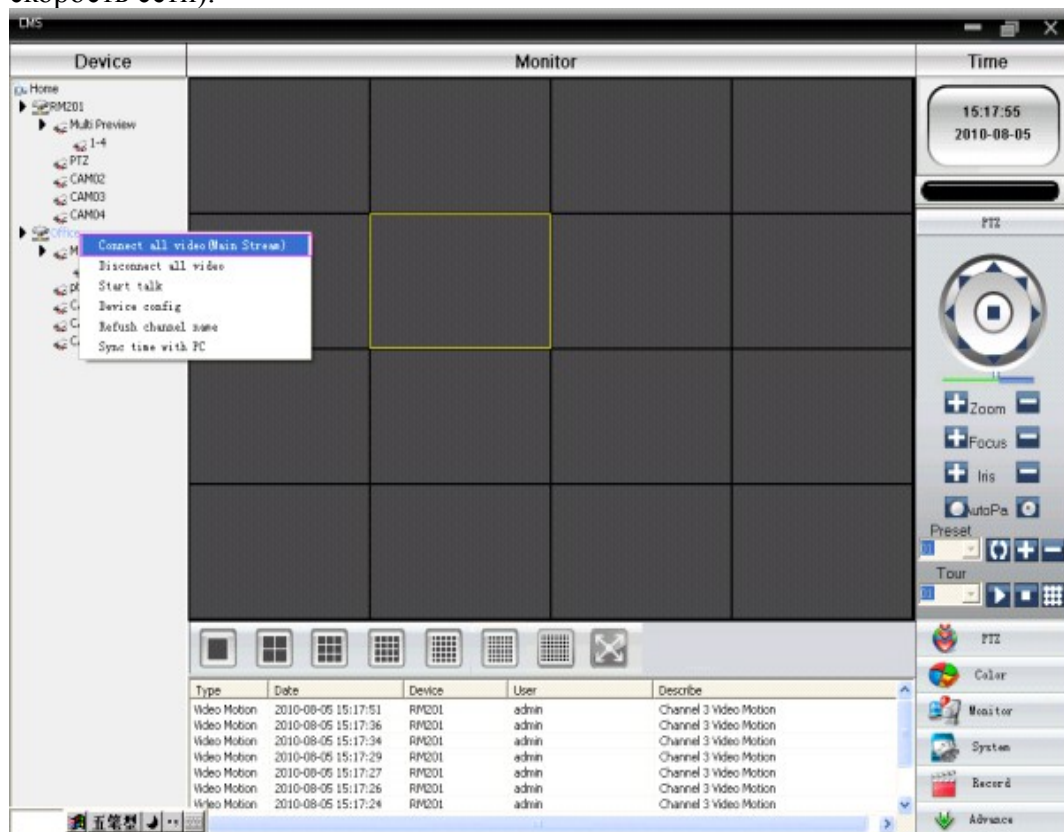 скорость сети).
CMS
Device
Monitor
Time
Home
RM201
Multi Preview
1-4
PTZ
CAM02
CAM03
CAM04
Office
Connect all video(Main Stream)
Disconnect all video
Start talk
Device config
Refush channel name
Sync time with PC
15:17:55
2010-08-05
PTZ
Zoom
Focus
Iris
AutoPa
Preset
01
Tour
01
PTZ
Color
Monitor
System
Record
Advance
Type Date Device User Describe
Video Motion 2010-08-05 15:17:51 RM201 admin Channel 3 Video Motion
Video Motion 2010-08-05 15:17:36 RM201 admin Channel 3 Video Motion
Video Motion 2010-08-05 15:17:34 RM201 admin Channel 3 Video Motion
Video Motion 2010-08-05 15:17:29 RM201 admin Channel 3 Video Motion
Video Motion 2010-08-05 15:17:27 RM201 admin Channel 3 Video Motion
Video Motion 2010-08-05 15:17:26 RM201 admin Channel 3 Video Motion
Video Motion 2010-08-05 15:17:24 RM201 admin Channel 3 Video Motion
五笔型